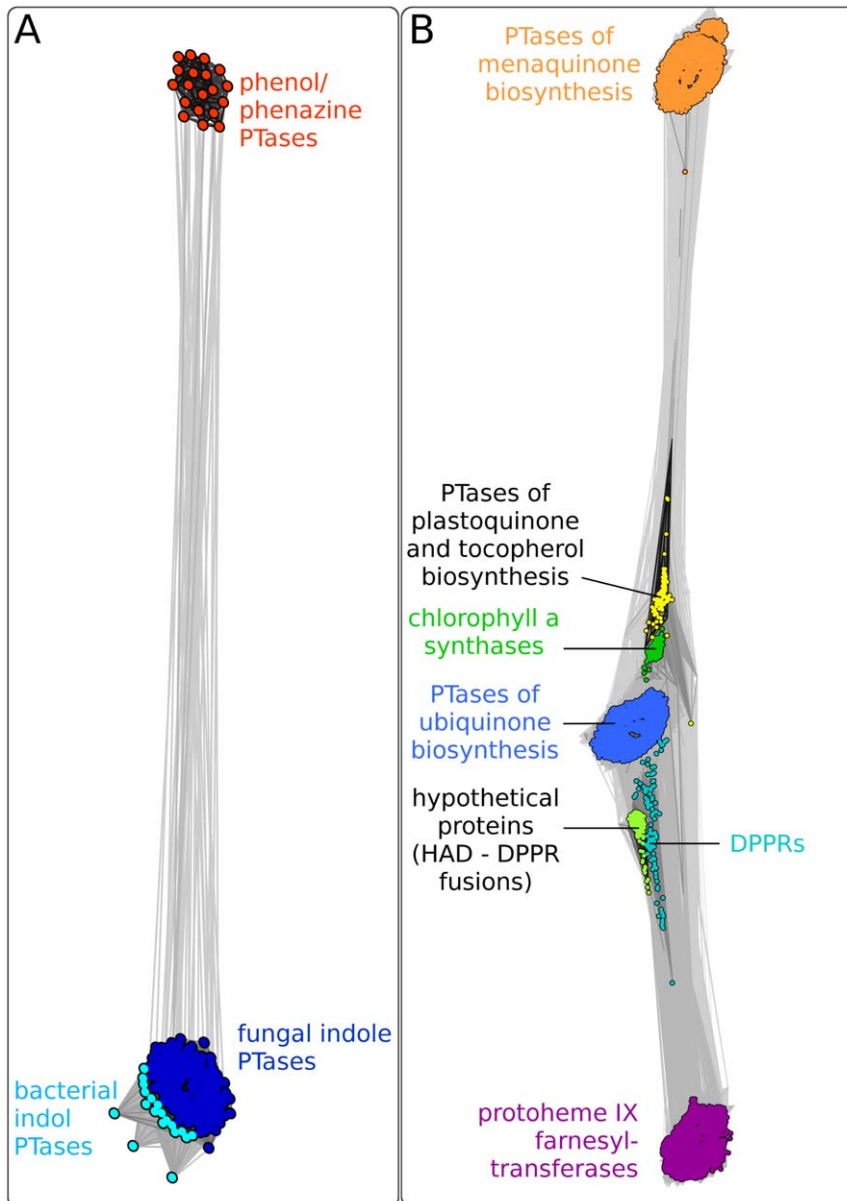 A
phenol/
phenazine
PTases
fungal indole
PTases
bacterial
indol
PTases
B
PTases of
menaquinone
biosynthesis
PTases of
plastoquinone
and tocopherol
biosynthesis
chlorophyll a
synthases
PTases of
ubiquinone
biosynthesis
hypothetical
proteins
(HAD - DPPR
fusions)
DPPRs
protoheme IX
farnesyl-
transferases